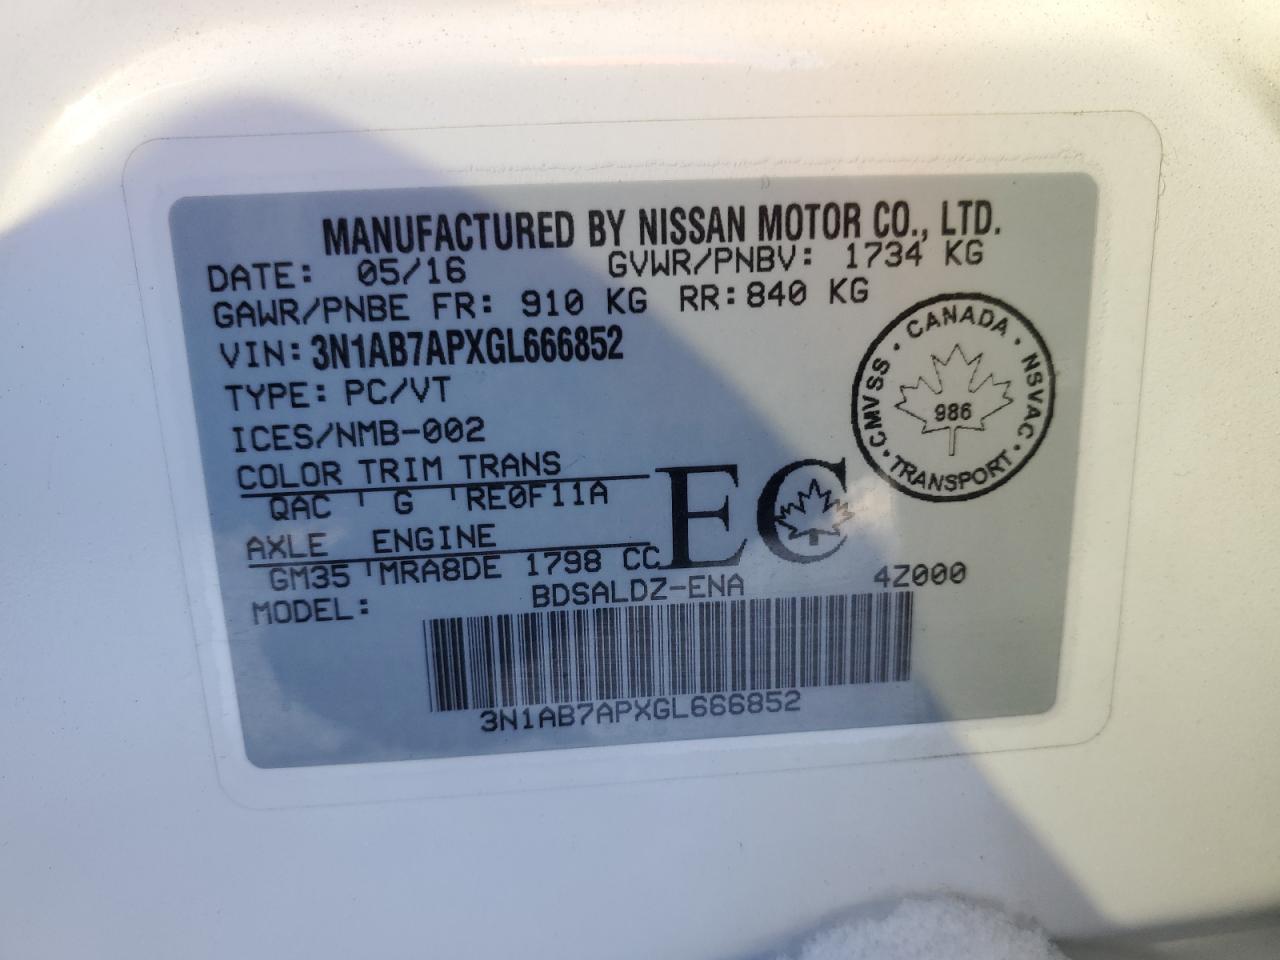 MANUFACTURED BY NISSAN MOTOR CO., LTD.
DATE: 05/16 GVWR/PNBV: 1734 KG
GAWR/PNBE FR: 910 KG RR: 840 KG
VIN: 3N1AB7APXGL666852
TYPE: PC/VT
ICES/NMB-002
COLOR TRIM TRANS
QAC G RE0F11A
AXLE ENGINE
GM35 MRA8DE 1798 CC
MODEL: BDSALDZ-ENA 4Z000
3N1AB7APXGL666852
EC
CMVSS · CANADA · NSVAC · TRANSPORT ·
986